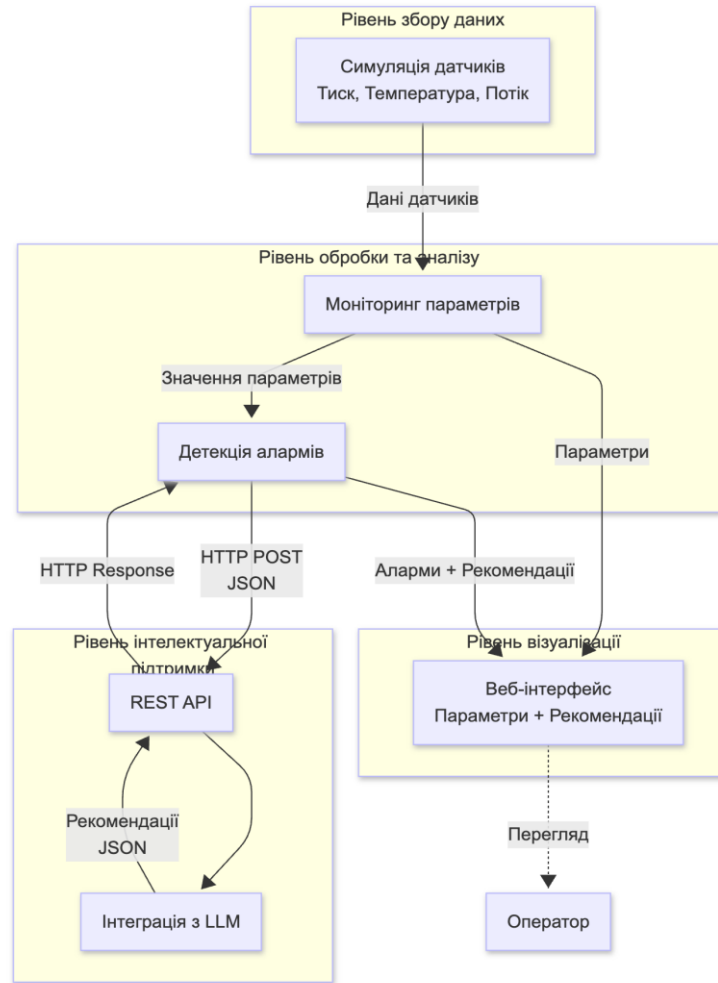 Рівень збору даних
Симуляція датчиків
Тиск, Температура, Потік
Дані датчиків
Рівень обробки та аналізу
Моніторинг параметрів
Значення параметрів
Детекція алармів
Параметри
HTTP Response
HTTP POST
JSON
Аларми + Рекомендації
Рівень інтелектуальної
підтримки
REST API
Рівень візуалізації
Веб-інтерфейс
Параметри + Рекомендації
Рекомендації
JSON
Перегляд
Інтеграція з LLM
Оператор